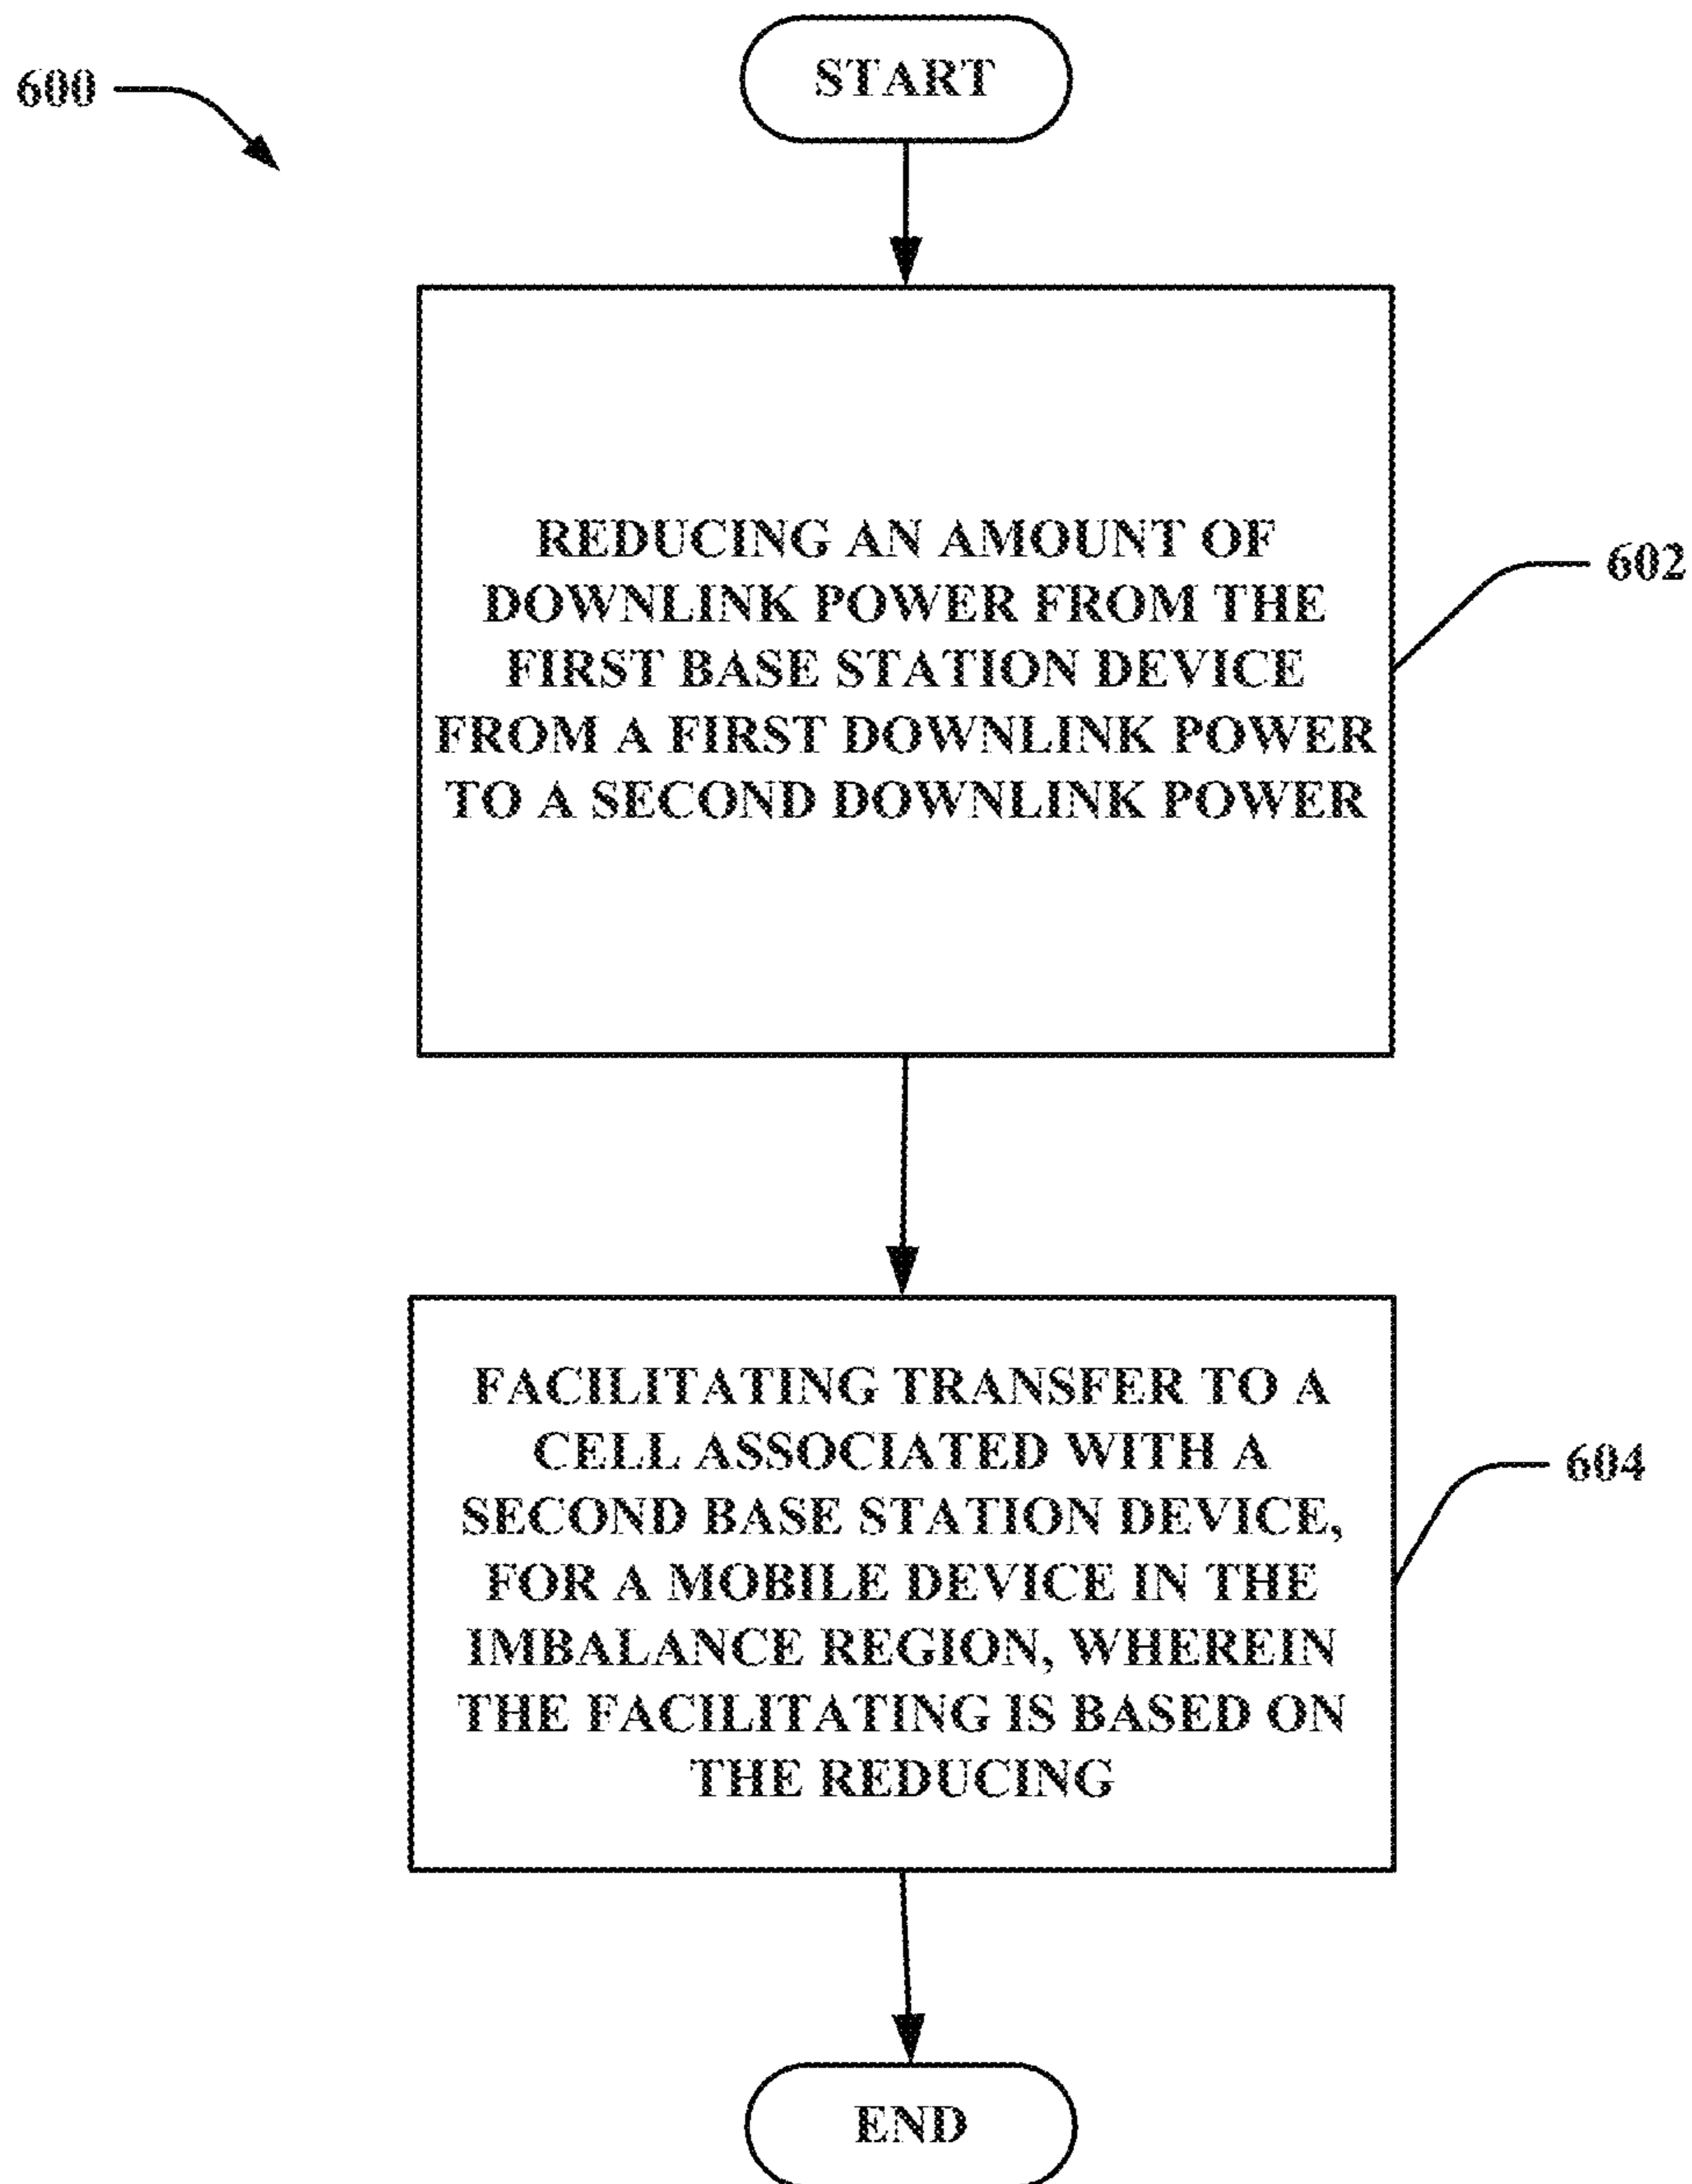 600
START
REDUCING AN AMOUNT OF
DOWNLINK POWER FROM THE
FIRST BASE STATION DEVICE
FROM A FIRST DOWNLINK POWER
TO A SECOND DOWNLINK POWER
602
FACILITATING TRANSFER TO A
CELL ASSOCIATED WITH A
SECOND BASE STATION DEVICE,
FOR A MOBILE DEVICE IN THE
IMBALANCE REGION, WHEREIN
THE FACILITATING IS BASED ON
THE REDUCING
604
END